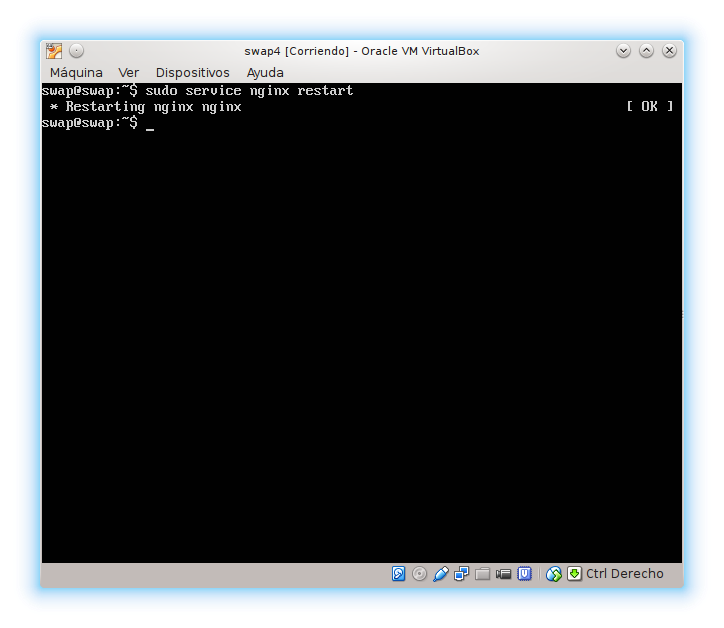 swap4 [Corriendo] - Oracle VM VirtualBox
Máquina Ver Dispositivos Ayuda
swap@swap:~$ sudo service nginx restart
 * Restarting nginx nginx [ OK ]
swap@swap:~$ _
Ctrl Derecho